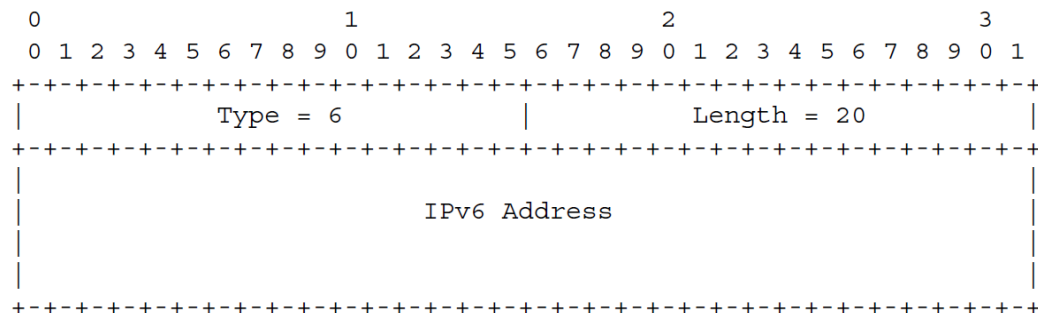 0                   1                   2                   3
 0 1 2 3 4 5 6 7 8 9 0 1 2 3 4 5 6 7 8 9 0 1 2 3 4 5 6 7 8 9 0 1
+-+-+-+-+-+-+-+-+-+-+-+-+-+-+-+-+-+-+-+-+-+-+-+-+-+-+-+-+-+-+-+-+
|            Type = 6           |          Length = 20          |
+-+-+-+-+-+-+-+-+-+-+-+-+-+-+-+-+-+-+-+-+-+-+-+-+-+-+-+-+-+-+-+-+
|                                                               |
|                         IPv6 Address                          |
|                                                               |
|                                                               |
+-+-+-+-+-+-+-+-+-+-+-+-+-+-+-+-+-+-+-+-+-+-+-+-+-+-+-+-+-+-+-+-+